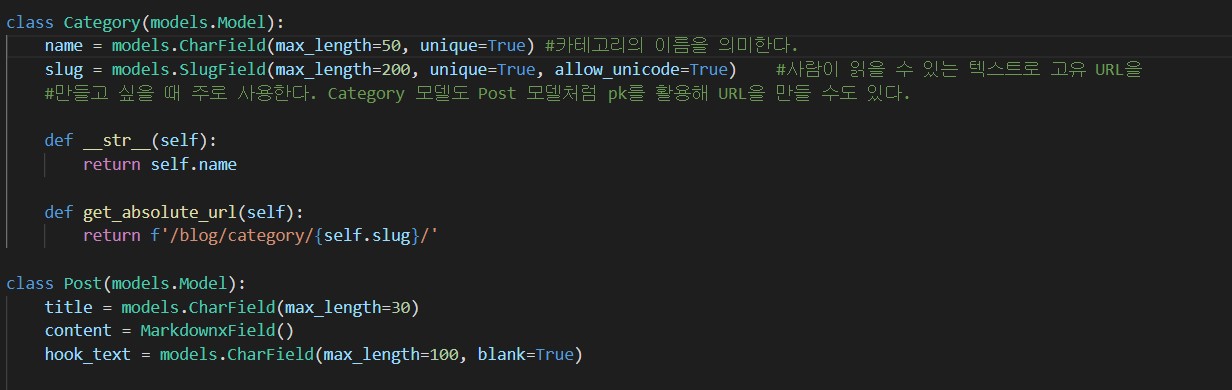 class Category(models.Model):
    name = models.CharField(max_length=50, unique=True) #카테고리의 이름을 의미한다.
    slug = models.SlugField(max_length=200, unique=True, allow_unicode=True)    #사람이 읽을 수 있는 텍스트로 고유 URL을
    #만들고 싶을 때 주로 사용한다. Category 모델도 Post 모델처럼 pk를 활용해 URL을 만들 수도 있다.

    def __str__(self):
        return self.name

    def get_absolute_url(self):
        return f'/blog/category/{self.slug}/'

class Post(models.Model):
    title = models.CharField(max_length=30)
    content = MarkdownxField()
    hook_text = models.CharField(max_length=100, blank=True)